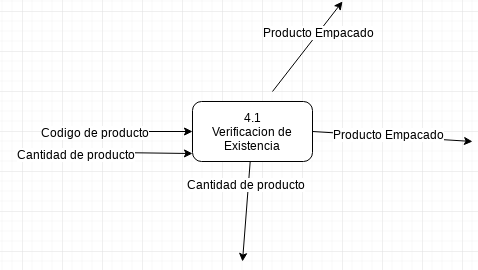 Producto Empacado
4.1
Verificacion de
Existencia
Codigo de producto
Cantidad de producto
Producto Empacado
Cantidad de producto